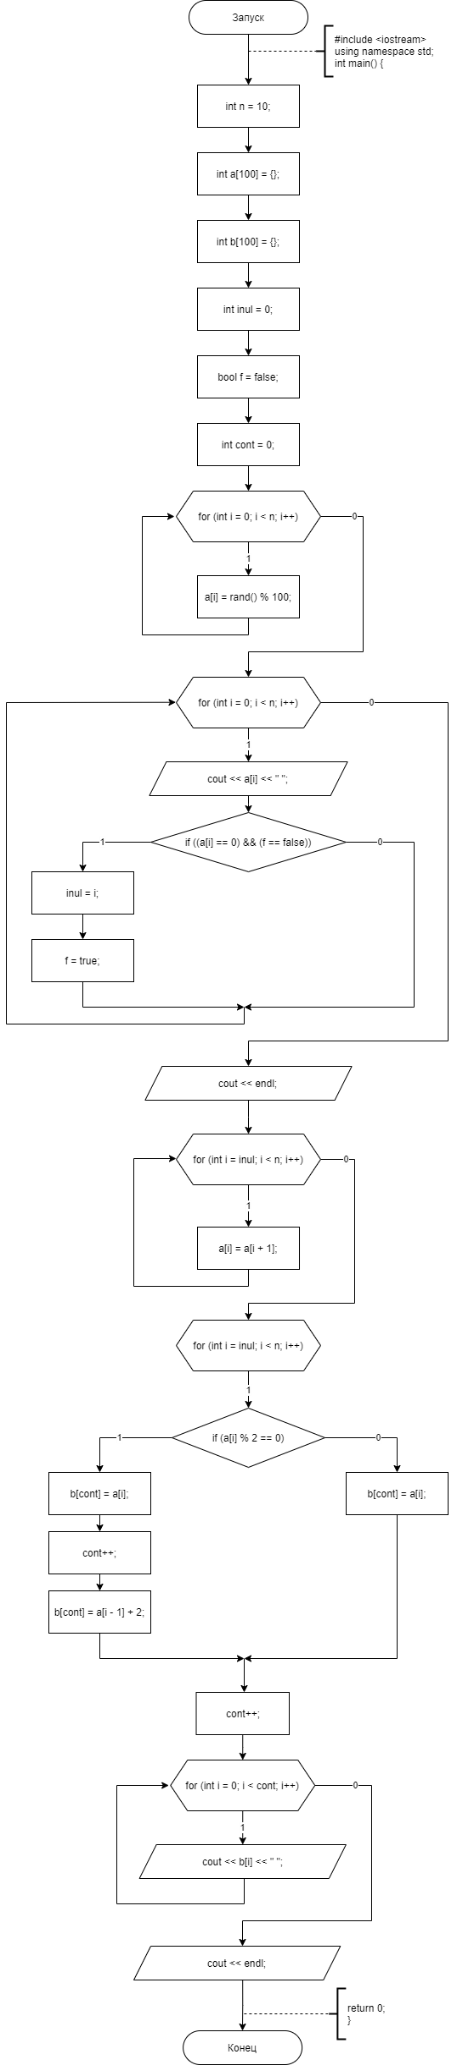 Запуск
#include <iostream>
using namespace std;
int main() {
int n = 10;
int a[100] = {};
int b[100] = {};
int inul = 0;
bool f = false;
int cont = 0;
for (int i = 0; i < n; i++)
0
1
a[i] = rand() % 100;
for (int i = 0; i < n; i++)
0
1
cout << a[i] << " ";
1
if ((a[i] == 0) && (f == false))
0
inul = i;
f = true;
cout << endl;
for (int i = inul; i < n; i++)
0
1
a[i] = a[i + 1];
for (int i = inul; i < n; i++)
1
1
if (a[i] % 2 == 0)
0
b[cont] = a[i];
b[cont] = a[i];
cont++;
b[cont] = a[i - 1] + 2;
cont++;
for (int i = 0; i < cont; i++)
0
1
cout << b[i] << " ";
cout << endl;
return 0;
}
Конец